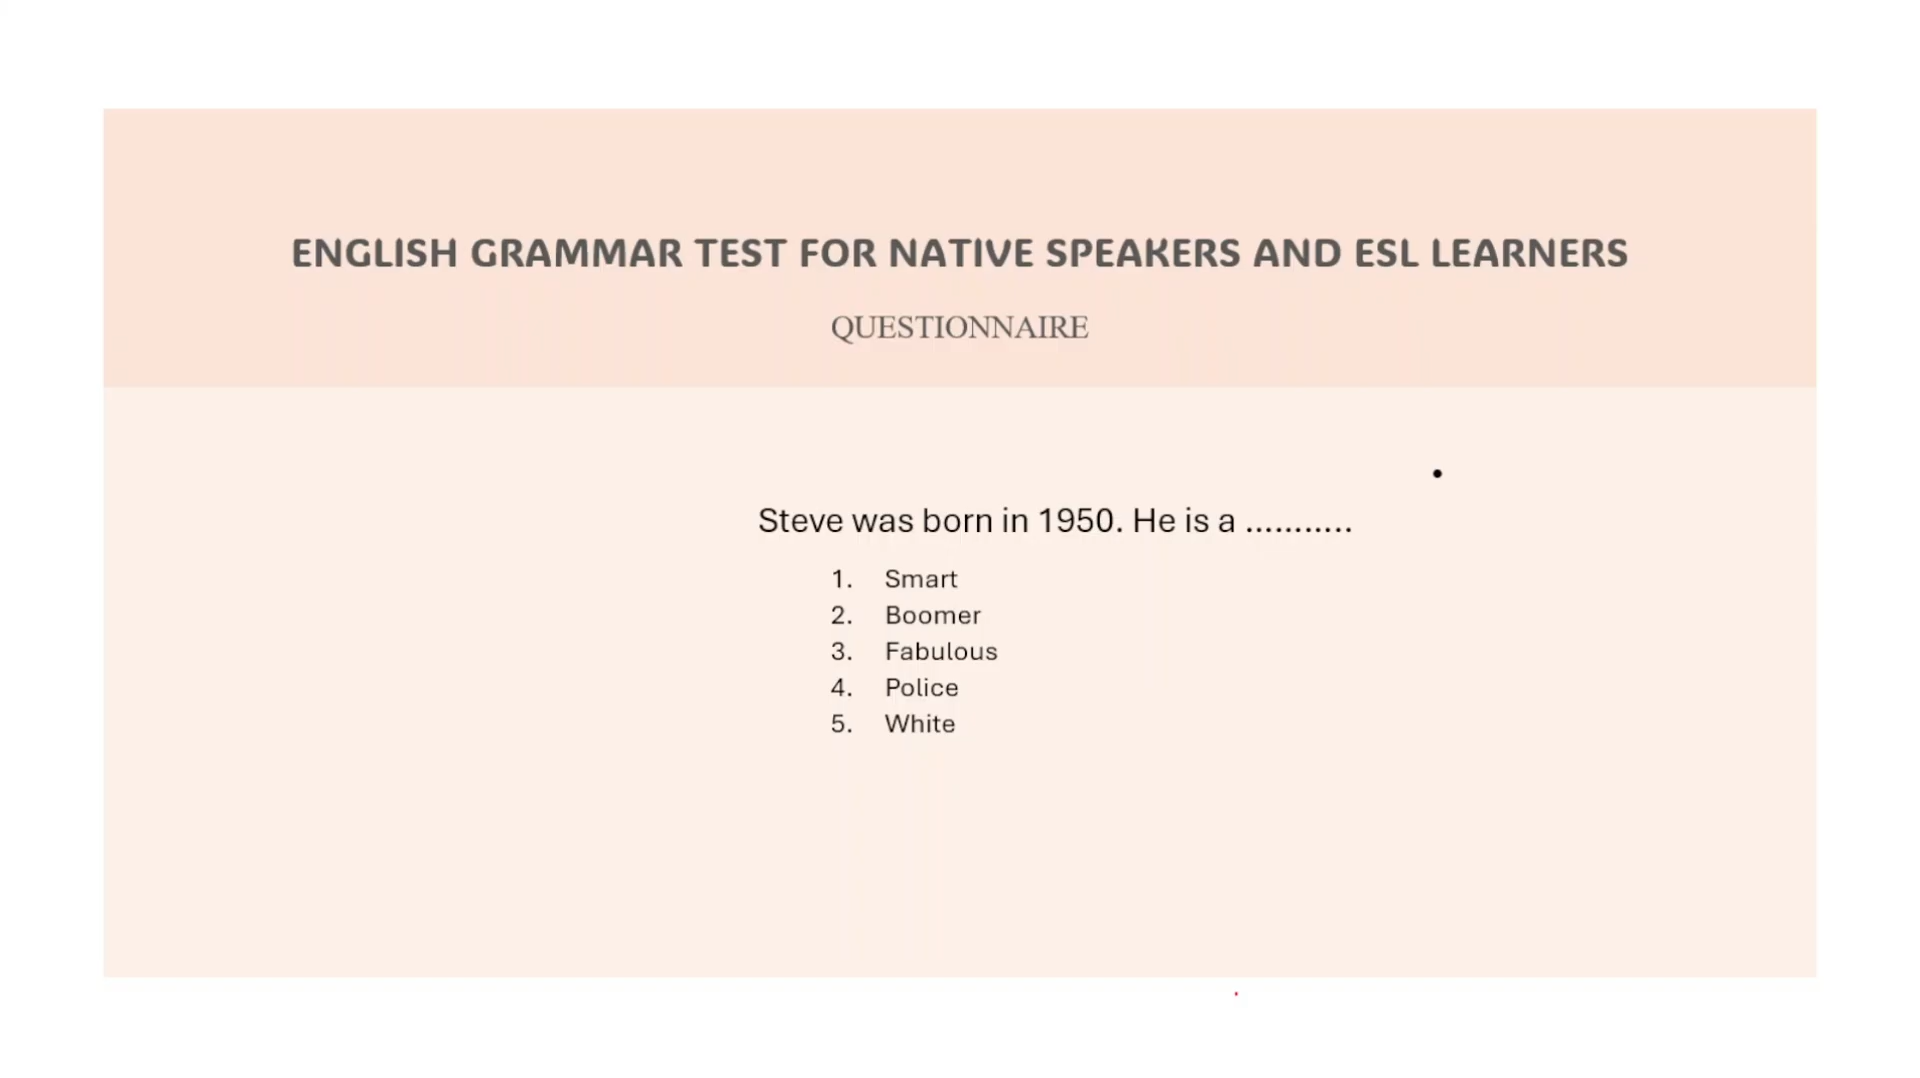 ENGLISH GRAMMAR TEST FOR NATIVE SPEAKERS AND ESL LEARNERS
QUESTIONNAIRE
•
Steve was born in 1950. He is a ...........
1. Smart
2. Boomer
3. Fabulous
4. Police
5. White